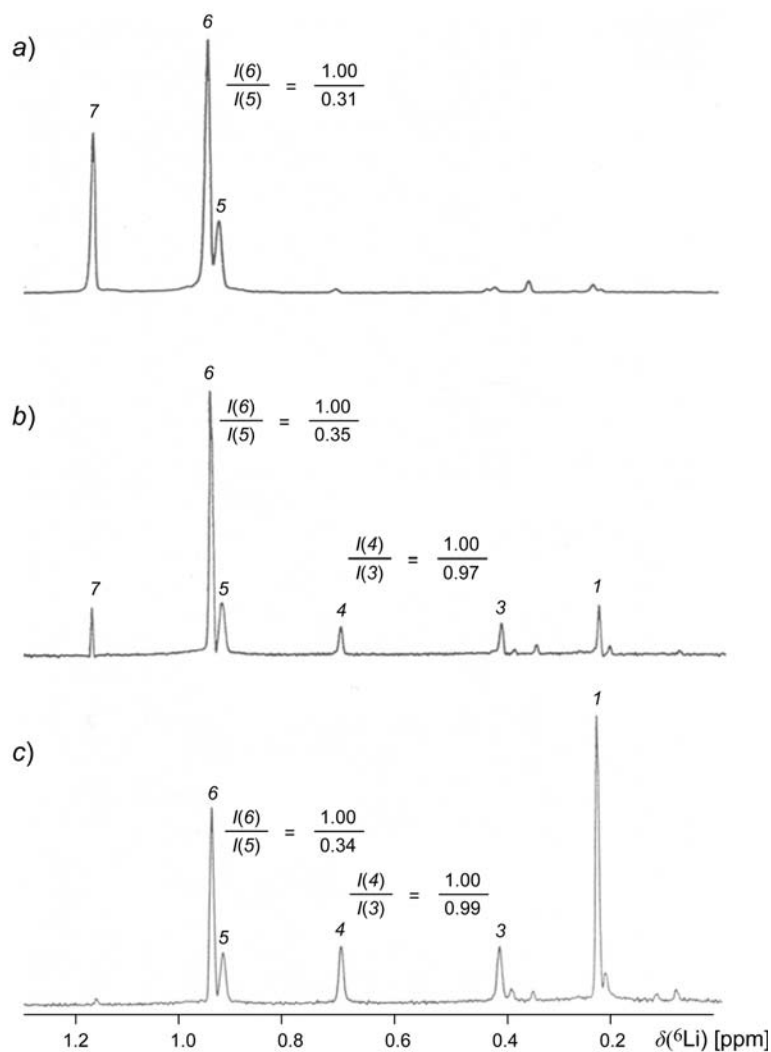 a)
6
I(6) / I(5) = 1.00 / 0.31
7
5
b)
6
I(6) / I(5) = 1.00 / 0.35
I(4) / I(3) = 1.00 / 0.97
7
5
4
3
1
c)
1
6
I(6) / I(5) = 1.00 / 0.34
I(4) / I(3) = 1.00 / 0.99
5
4
3
1.2 1.0 0.8 0.6 0.4 0.2 δ(⁶Li) [ppm]